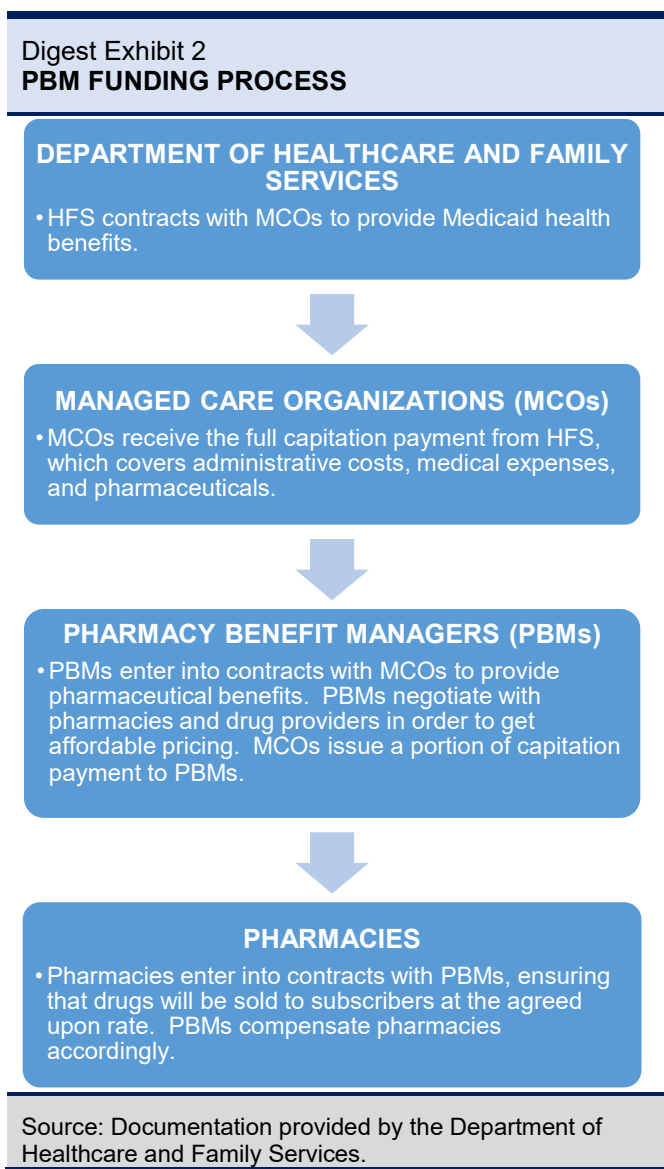 Digest Exhibit 2
PBM FUNDING PROCESS
DEPARTMENT OF HEALTHCARE AND FAMILY
SERVICES
• HFS contracts with MCOs to provide Medicaid health
benefits.
MANAGED CARE ORGANIZATIONS (MCOs)
• MCOs receive the full capitation payment from HFS,
which covers administrative costs, medical expenses,
and pharmaceuticals.
PHARMACY BENEFIT MANAGERS (PBMs)
• PBMs enter into contracts with MCOs to provide
pharmaceutical benefits.  PBMs negotiate with
pharmacies and drug providers in order to get
affordable pricing.  MCOs issue a portion of capitation
payment to PBMs.
PHARMACIES
• Pharmacies enter into contracts with PBMs, ensuring
that drugs will be sold to subscribers at the agreed
upon rate.  PBMs compensate pharmacies
accordingly.
Source: Documentation provided by the Department of
Healthcare and Family Services.